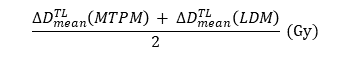 ΔD^{TL}_{mean}(MTPM) + ΔD^{TL}_{mean}(LDM)
2 (Gy)